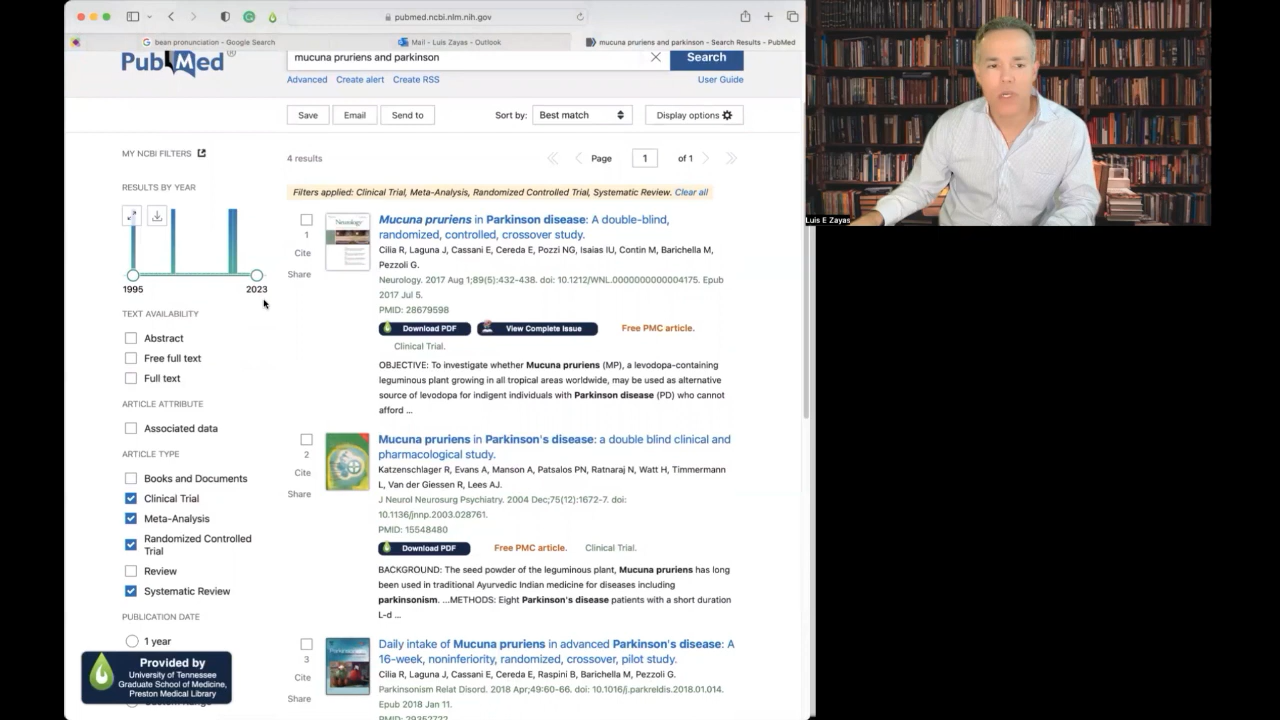 pubmed.ncbi.nlm.nih.gov
bean pronunciation - Google Search
Mail - Luis Zayas - Outlook
mucuna pruriens and parkinson - Search Results - PubMed
PubMed®
mucuna pruriens and parkinson
Search
Advanced Create alert Create RSS
User Guide
Save Email Send to
Sort by: Best match
Display options
MY NCBI FILTERS
4 results
Page 1 of 1
RESULTS BY YEAR
1995 2023
TEXT AVAILABILITY
Abstract
Free full text
Full text
ARTICLE ATTRIBUTE
Associated data
ARTICLE TYPE
Books and Documents
Clinical Trial
Meta-Analysis
Randomized Controlled
Trial
Review
Systematic Review
PUBLICATION DATE
1 year
Custom Range
Provided by
University of Tennessee
Graduate School of Medicine,
Preston Medical Library
Filters applied: Clinical Trial, Meta-Analysis, Randomized Controlled Trial, Systematic Review. Clear all
1
Cite
Share
Neurology
Mucuna pruriens in Parkinson disease: A double-blind,
randomized, controlled, crossover study.
Cilia R, Laguna J, Cassani E, Cereda E, Pozzi NG, Isaias IU, Contin M, Barichella M,
Pezzoli G.
Neurology. 2017 Aug 1;89(5):432-438. doi: 10.1212/WNL.0000000000004175. Epub
2017 Jul 5.
PMID: 28679598
Download PDF View Complete Issue Free PMC article.
Clinical Trial.
OBJECTIVE: To investigate whether Mucuna pruriens (MP), a levodopa-containing
leguminous plant growing in all tropical areas worldwide, may be used as alternative
source of levodopa for indigent individuals with Parkinson disease (PD) who cannot
afford ...
2
Cite
Share
Mucuna pruriens in Parkinson's disease: a double blind clinical and
pharmacological study.
Katzenschlager R, Evans A, Manson A, Patsalos PN, Ratnaraj N, Watt H, Timmermann
L, Van der Giessen R, Lees AJ.
J Neurol Neurosurg Psychiatry. 2004 Dec;75(12):1672-7. doi:
10.1136/jnnp.2003.028761.
PMID: 15548480
Download PDF Free PMC article. Clinical Trial.
BACKGROUND: The seed powder of the leguminous plant, Mucuna pruriens has long
been used in traditional Ayurvedic Indian medicine for diseases including
parkinsonism. ...METHODS: Eight Parkinson's disease patients with a short duration
L-d ...
3
Cite
Share
Daily intake of Mucuna pruriens in advanced Parkinson's disease: A
16-week, noninferiority, randomized, crossover, pilot study.
Cilia R, Laguna J, Cassani E, Cereda E, Raspini B, Barichella M, Pezzoli G.
Parkinsonism Relat Disord. 2018 Apr;49:60-66. doi: 10.1016/j.parkreldis.2018.01.014.
Epub 2018 Jan 11.
PMID: 29352722
Luis E Zayas